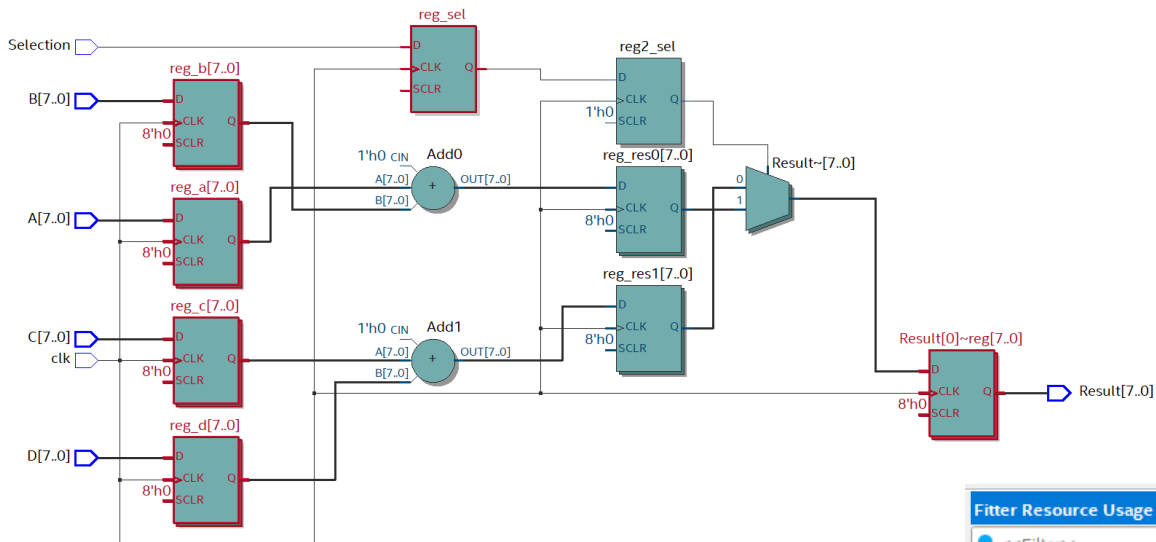 reg_sel
Selection
D
CLK
Q
SCLR
reg2_sel
D
CLK
Q
1'h0
SCLR
reg_b[7..0]
B[7..0]
D
CLK
Q
8'h0
SCLR
1'h0 CIN
Add0
A[7..0]
B[7..0]
+
OUT[7..0]
reg_res0[7..0]
D
CLK
Q
8'h0
SCLR
Result~[7..0]
0
1
reg_a[7..0]
A[7..0]
D
CLK
Q
8'h0
SCLR
reg_res1[7..0]
D
CLK
Q
8'h0
SCLR
reg_c[7..0]
C[7..0]
clk
D
CLK
Q
8'h0
SCLR
1'h0 CIN
Add1
A[7..0]
B[7..0]
+
OUT[7..0]
Result[0]~reg[7..0]
D
CLK
Q
8'h0
SCLR
Result[7..0]
reg_d[7..0]
D[7..0]
D
CLK
Q
8'h0
SCLR
Fitter Resource Usage